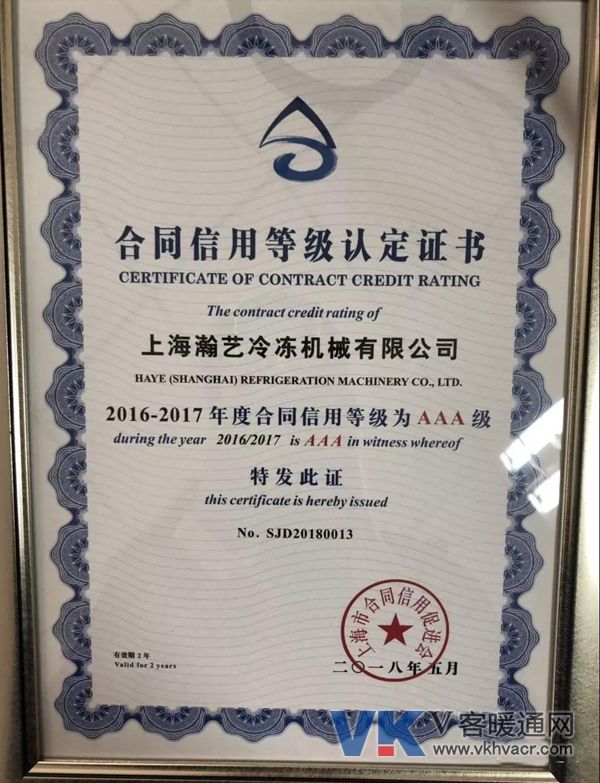 合同信用等级认定证书
CERTIFICATE OF CONTRACT CREDIT RATING
The contract credit rating of
上海瀚艺冷冻机械有限公司
HAYE (SHANGHAI) REFRIGERATION MACHINERY CO., LTD.
2016-2017 年度合同信用等级为 AAA 级
during the year 2016/2017 is AAA in witness whereof
特发此证
this certificate is hereby issued
No. SJD20180013
上海市合同信用促进会
有效期 2 年
Valid for 2 years
二〇一八年五月
VK V客暖通网
www.vkhvacr.com